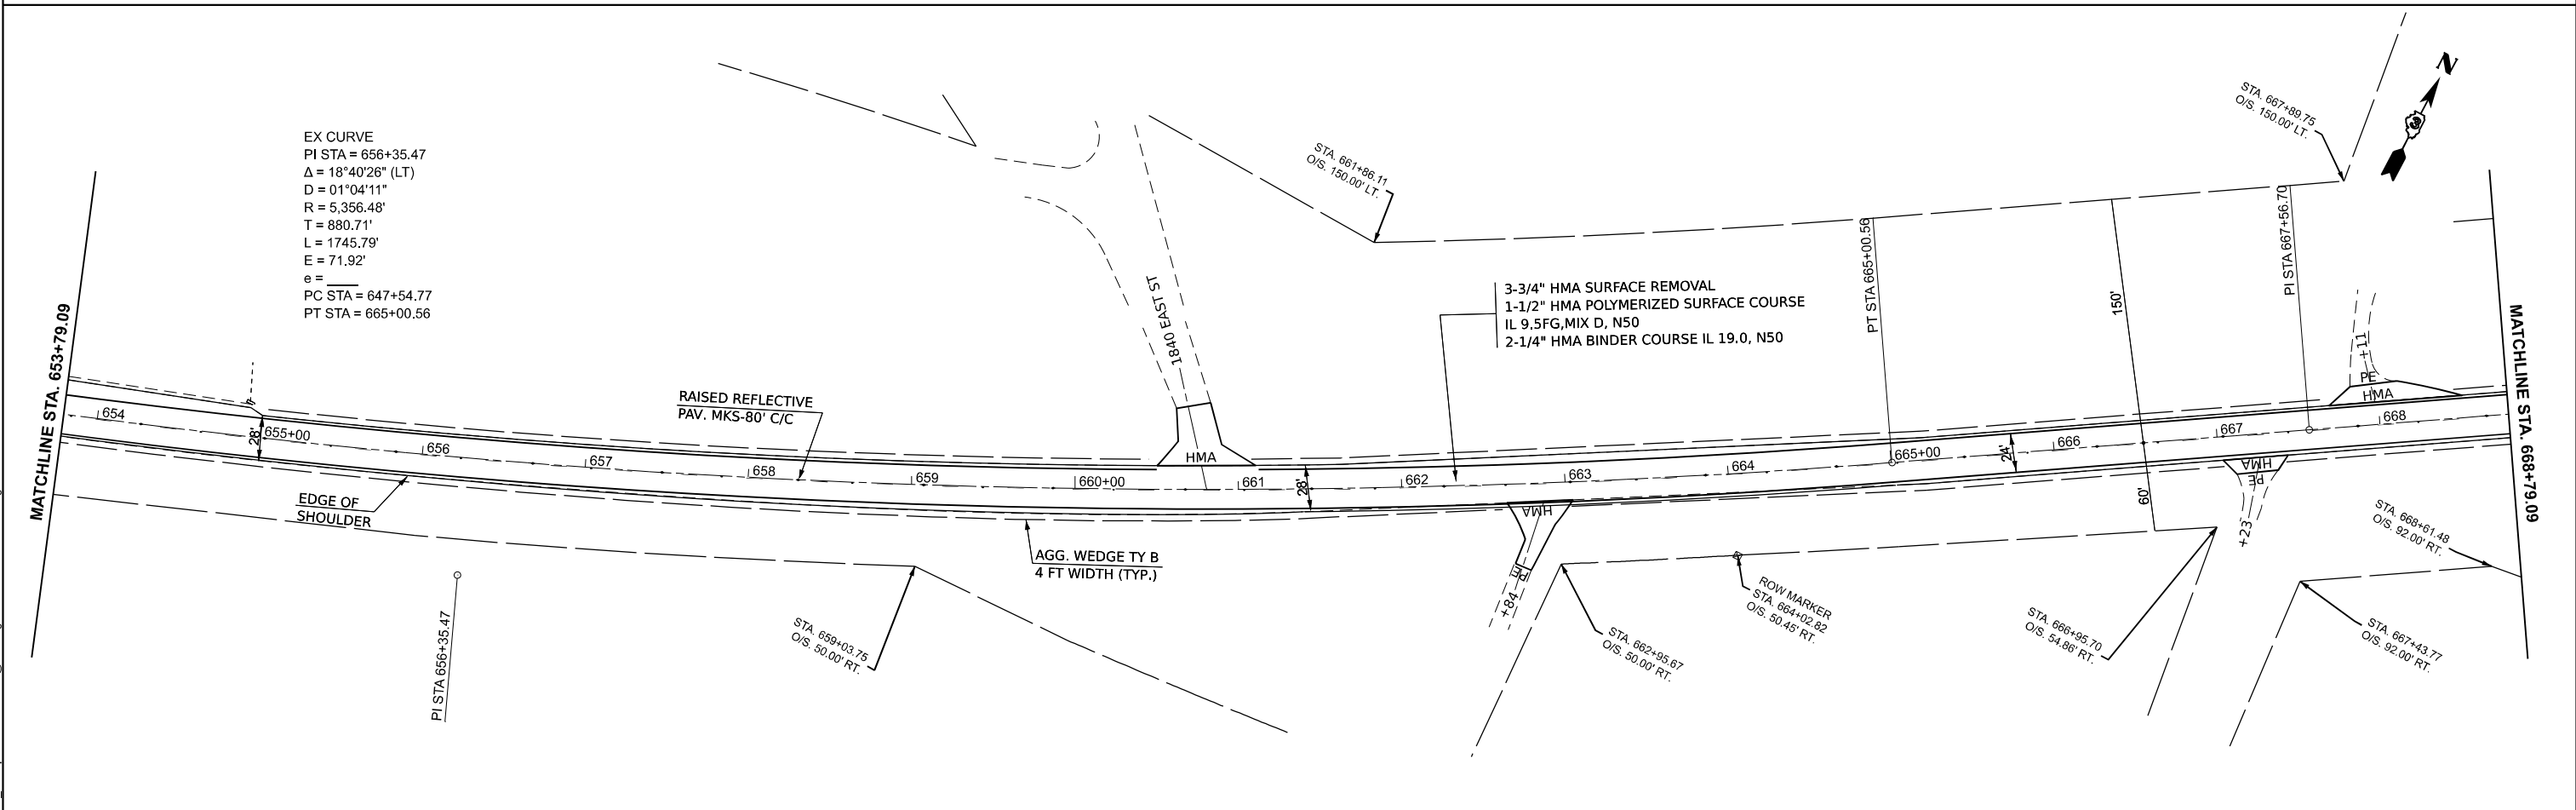 N
3
STA. 667+89.75
O/S. 150.00' LT.
EX CURVE
PI STA = 656+35.47
Δ = 18°40'26" (LT)
D = 01°04'11"
R = 5,356.48'
T = 880.71'
L = 1745.79'
E = 71.92'
e = ____
PC STA = 647+54.77
PT STA = 665+00.56
STA. 661+86.11
O/S. 150.00' LT.
PT STA 665+00.56
PI STA 667+56.70
150'
1840 EAST ST
3-3/4" HMA SURFACE REMOVAL
1-1/2" HMA POLYMERIZED SURFACE COURSE
IL 9.5FG,MIX D, N50
2-1/4" HMA BINDER COURSE IL 19.0, N50
MATCHLINE STA. 653+79.09
MATCHLINE STA. 668+79.09
+11
PE
HMA
RAISED REFLECTIVE
PAV. MKS-80' C/C
654
28'
655+00
656
657
658
659
660+00
HMA
661
28'
662
663
664
665+00
24'
666
667
668
EDGE OF
SHOULDER
AGG. WEDGE TY B
4 FT WIDTH (TYP.)
HMA
PE
+84
HMA
PE
+23'
60'
PI STA 656+35.47
STA. 659+03.75
O/S. 50.00' RT.
STA. 662+95.67
O/S. 50.00' RT.
ROW MARKER
STA. 664+02.82
O/S. 50.45' RT.
STA. 666+95.70
O/S. 54.86' RT.
STA. 668+61.48
O/S. 92.00' RT.
STA. 667+43.77
O/S. 92.00' RT.